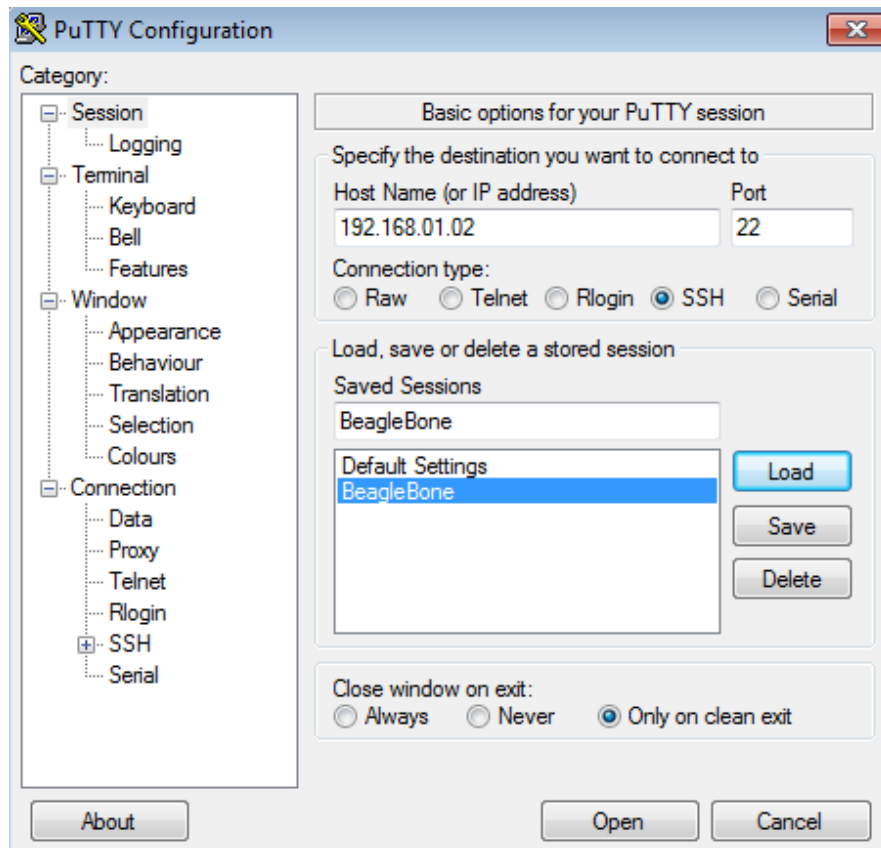 PuTTY Configuration
Category:
Session
Logging
Terminal
Keyboard
Bell
Features
Window
Appearance
Behaviour
Translation
Selection
Colours
Connection
Data
Proxy
Telnet
Rlogin
SSH
Serial
Basic options for your PuTTY session
Specify the destination you want to connect to
Host Name (or IP address) Port
192.168.01.02 22
Connection type:
Raw Telnet Rlogin SSH Serial
Load, save or delete a stored session
Saved Sessions
BeagleBone
Default Settings
BeagleBone
Load
Save
Delete
Close window on exit:
Always Never Only on clean exit
About Open Cancel